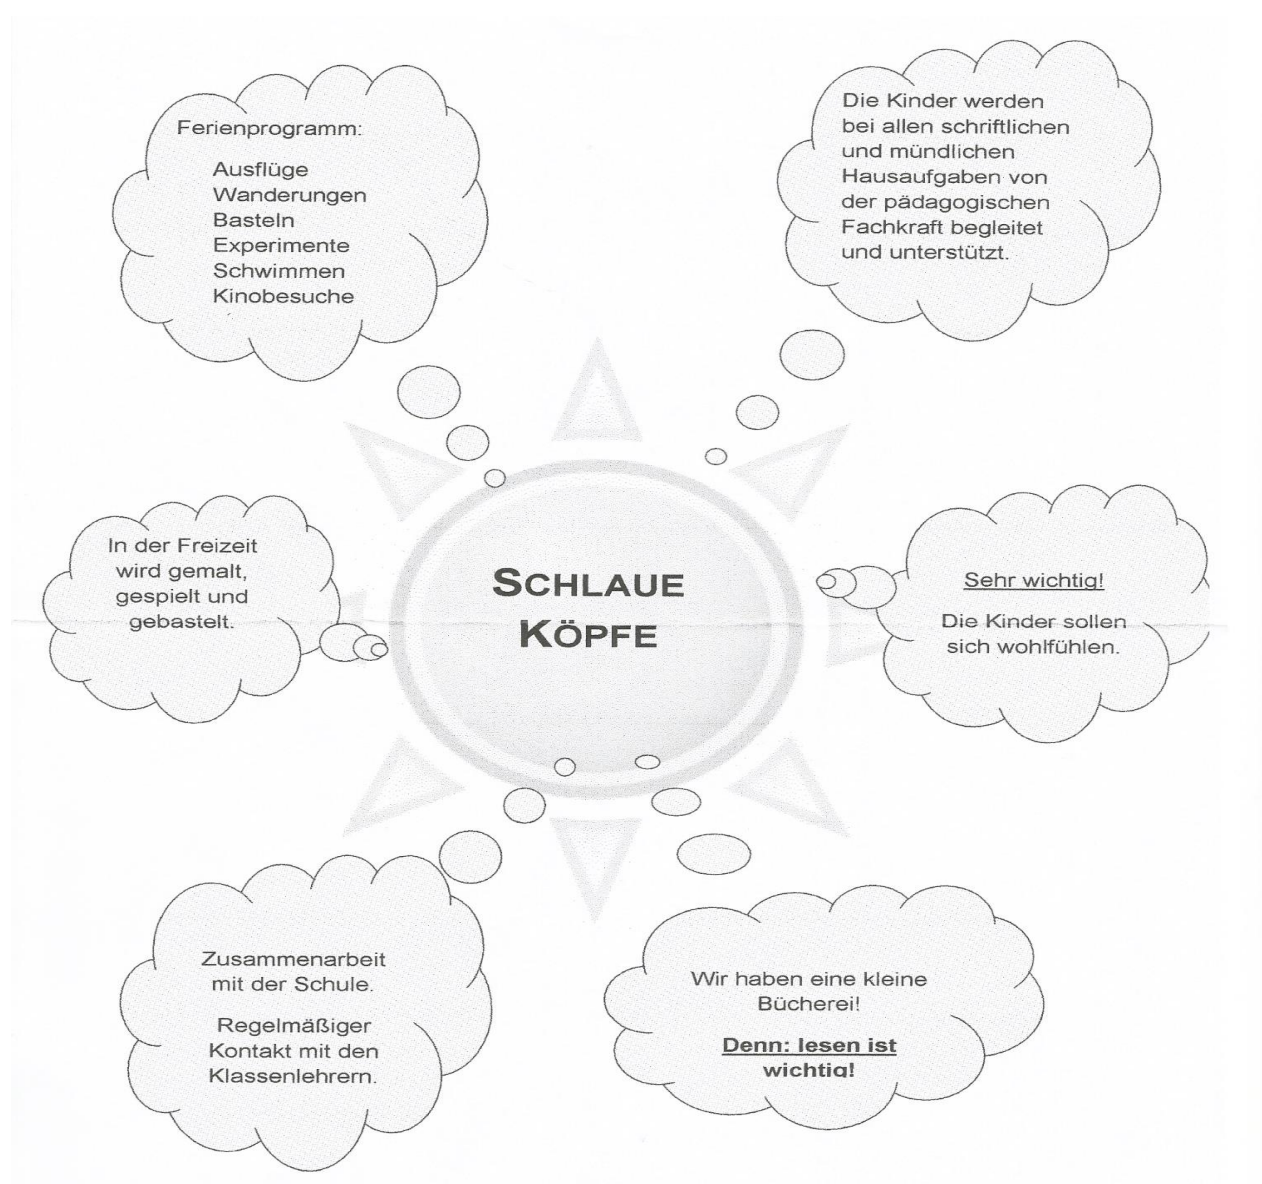 Ferienprogramm:
Ausflüge
Wanderungen
Basteln
Experimente
Schwimmen
Kinobesuche
Die Kinder werden
bei allen schriftlichen
und mündlichen
Hausaufgaben von
der pädagogischen
Fachkraft begleitet
und unterstützt.
In der Freizeit
wird gemalt,
gespielt und
gebastelt.
SCHLAUE
KÖPFE
Sehr wichtig!
Die Kinder sollen
sich wohlfühlen.
Zusammenarbeit
mit der Schule.
Regelmäßiger
Kontakt mit den
Klassenlehrern.
Wir haben eine kleine
Bücherei!
Denn: lesen ist
wichtig!